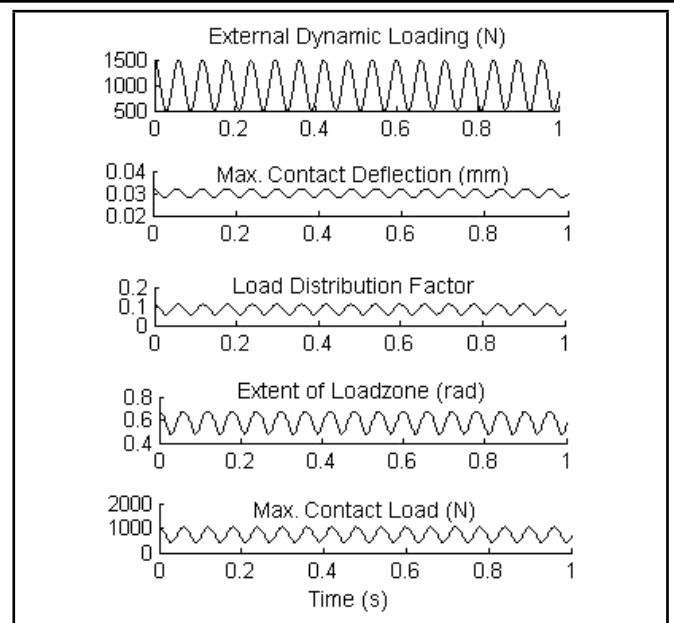 External Dynamic Loading (N)
1500
1000
500
0 0.2 0.4 0.6 0.8 1
0.04
Max. Contact Deflection (mm)
0.03
0.02
0 0.2 0.4 0.6 0.8 1
0.2
Load Distribution Factor
0.1
0
0 0.2 0.4 0.6 0.8 1
Extent of Loadzone (rad)
0.8
0.6
0.4
0 0.2 0.4 0.6 0.8 1
2000
Max. Contact Load (N)
1000
0
0 0.2 0.4 0.6 0.8 1
Time (s)